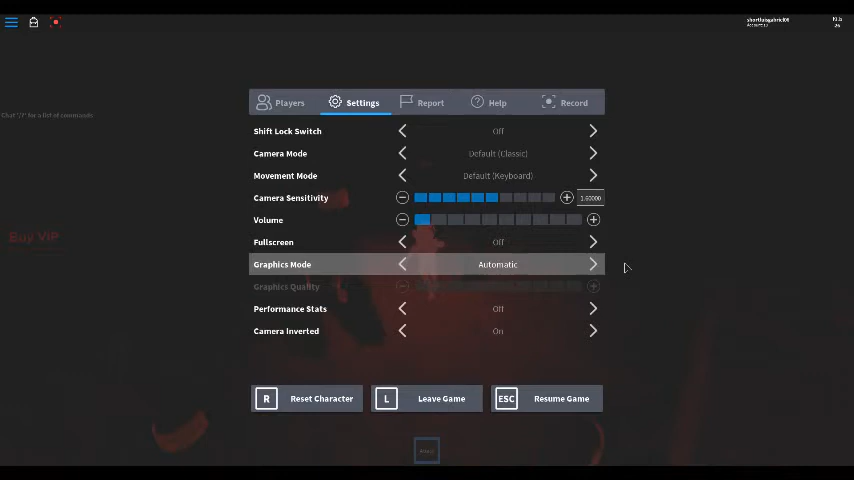 shortluisgabriel06
Chat '/?' for a list of commands
Players
Settings
Report
Help
Record
Shift Lock Switch
Off
Camera Mode
Default (Classic)
Movement Mode
Default (Keyboard)
Camera Sensitivity
1.60000
Volume
Fullscreen
Off
Graphics Mode
Automatic
Graphics Quality
Performance Stats
Off
Camera Inverted
On
Buy VIP
R
Reset Character
L
Leave Game
ESC
Resume Game